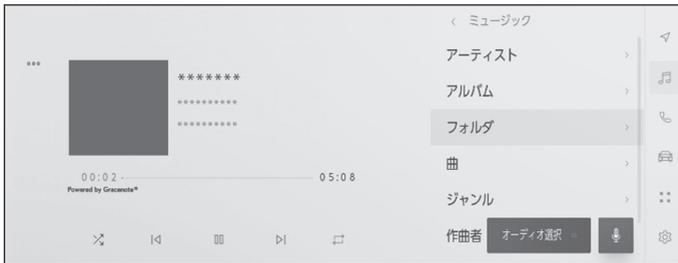 *******
**********
**********
00:02
05:08
Powered by Gracenote®
ミュージック
アーティスト
アルバム
フォルダ
曲
ジャンル
作曲者
オーディオ選択